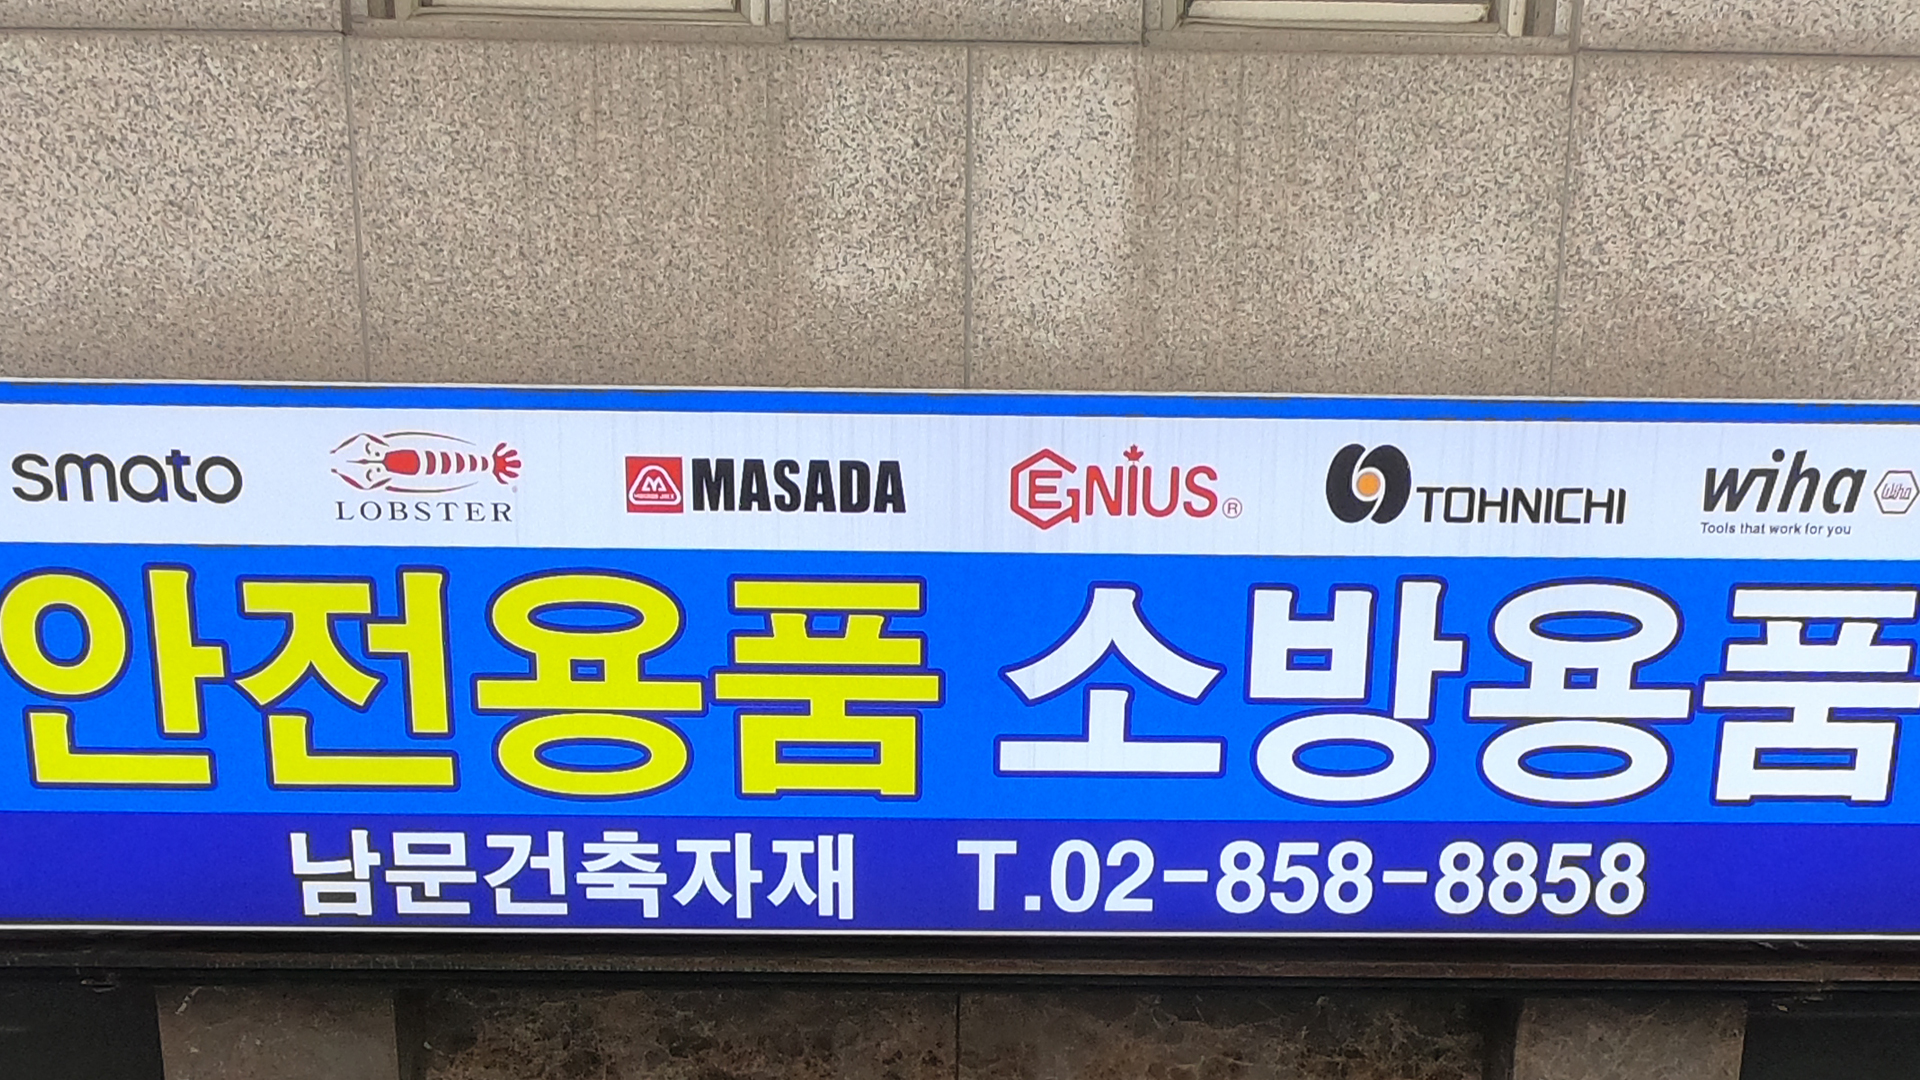 smato LOBSTER MASADA GENIUS® TOHNICHI wiha wiha
Tools that work for you
안전용품 소방용품
남문건축자재 T.02-858-8858